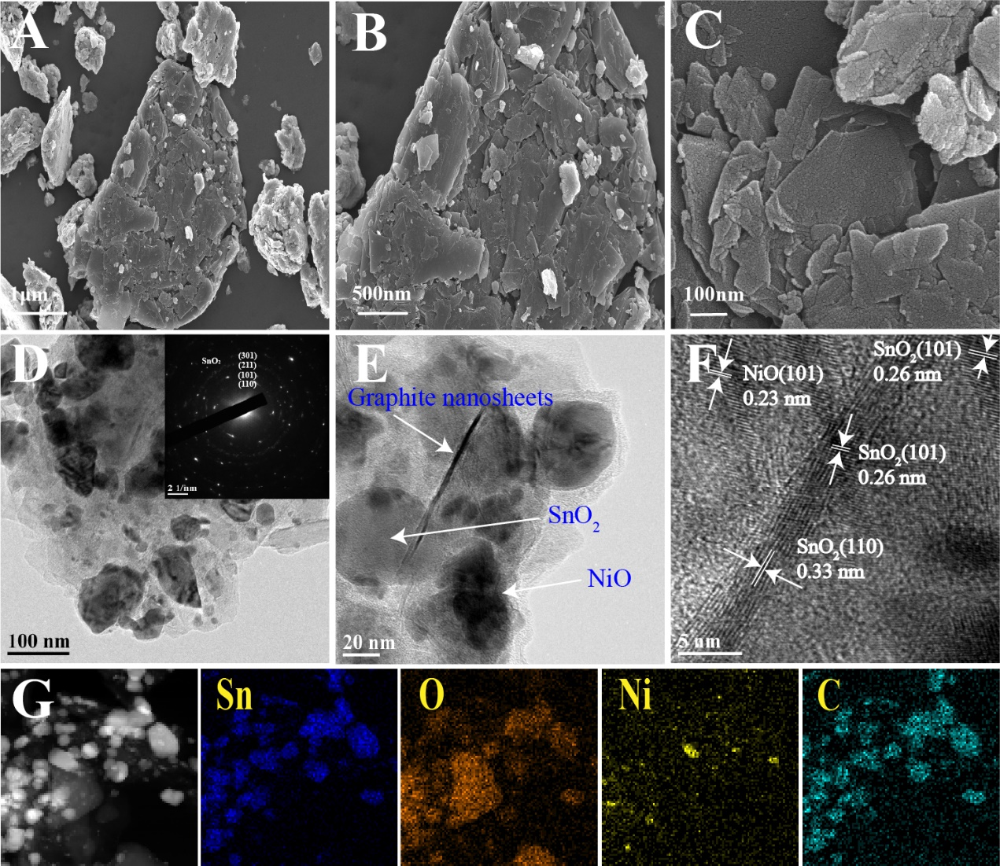 A
1μm
B
500nm
C
100nm
D
SnO₂
(301)
(211)
(101)
(110)
2 1/nm
100 nm
E
Graphite nanosheets
SnO₂
NiO
20 nm
F
NiO(101)
0.23 nm
SnO₂(101)
0.26 nm
SnO₂(101)
0.26 nm
SnO₂(110)
0.33 nm
5 nm
G
Sn
O
Ni
C